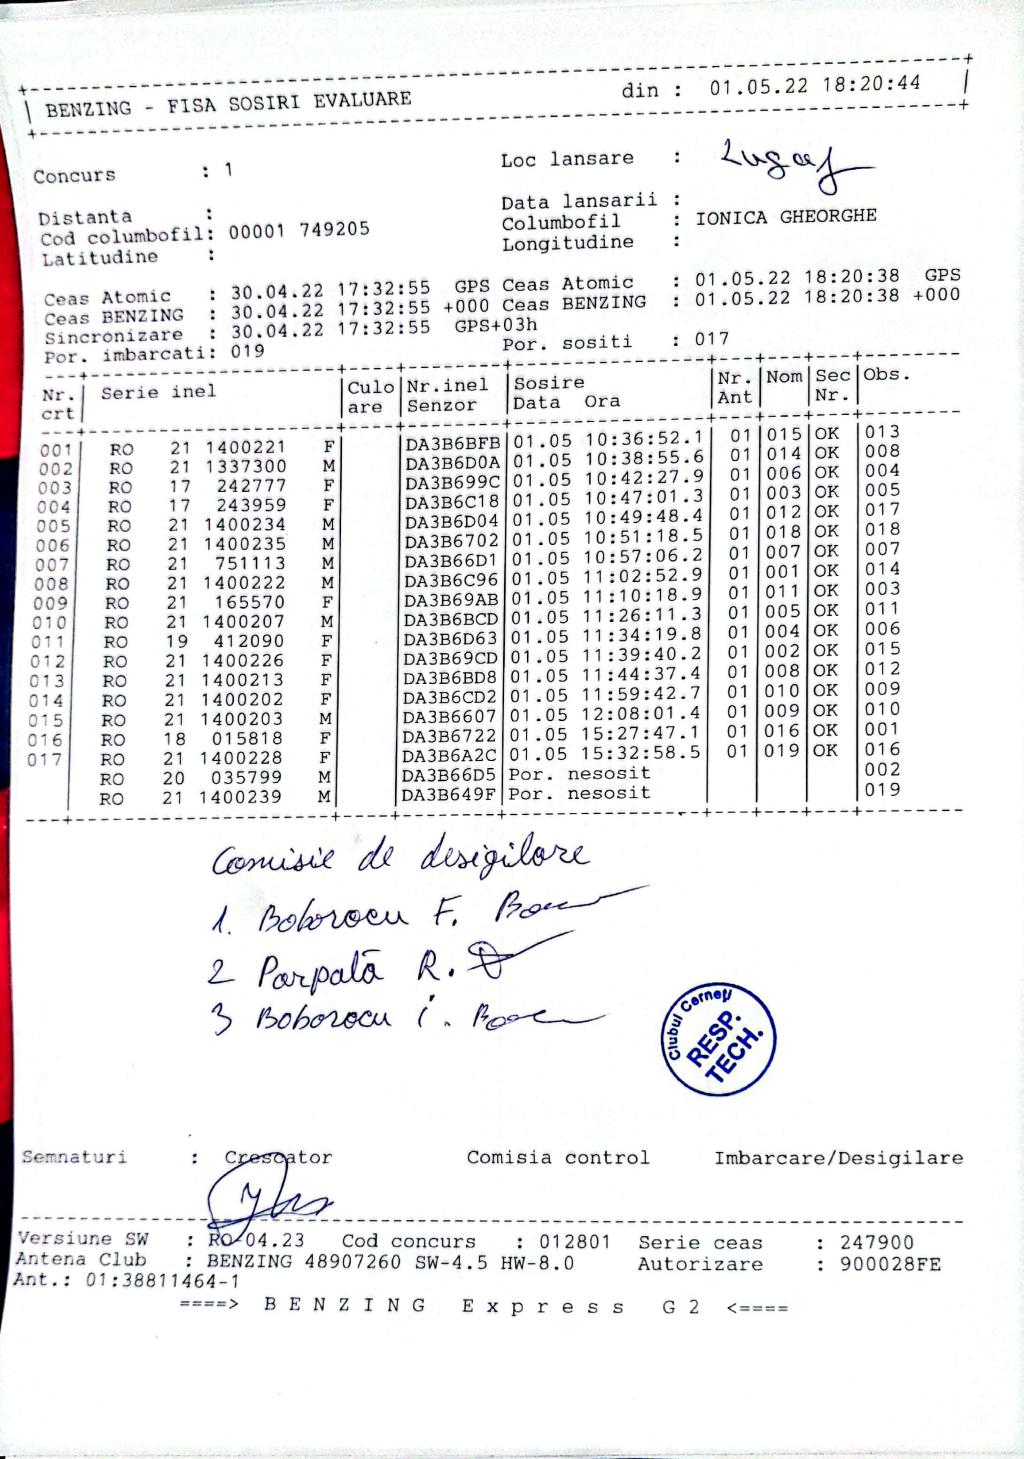 BENZING - FISA SOSIRI EVALUARE din : 01.05.22 18:20:44
Concurs : 1 Loc lansare : Lugoj
Distanta : Data lansarii :
Cod columbofil: 00001 749205 Columbofil : IONICA GHEORGHE
Latitudine : Longitudine :
Ceas Atomic : 30.04.22 17:32:55 GPS Ceas Atomic : 01.05.22 18:20:38 GPS
Ceas BENZING : 30.04.22 17:32:55 +000 Ceas BENZING : 01.05.22 18:20:38 +000
Sincronizare : 30.04.22 17:32:55 GPS+03h
Por. imbarcati: 019 Por. sositi : 017
Nr. Serie inel Culo Nr.inel Sosire Nr. Nom Sec Obs.
crt are Senzor Data Ora Ant Nr.
001 RO 21 1400221 F DA3B6BFB 01.05 10:36:52.1 01 015 OK 013
002 RO 21 1337300 M DA3B6D0A 01.05 10:38:55.6 01 014 OK 008
003 RO 17 242777 F DA3B699C 01.05 10:42:27.9 01 006 OK 004
004 RO 17 243959 F DA3B6C18 01.05 10:47:01.3 01 003 OK 005
005 RO 21 1400234 M DA3B6D04 01.05 10:49:48.4 01 012 OK 017
006 RO 21 1400235 M DA3B6702 01.05 10:51:18.5 01 018 OK 018
007 RO 21 751113 M DA3B66D1 01.05 10:57:06.2 01 007 OK 007
008 RO 21 1400222 M DA3B6C96 01.05 11:02:52.9 01 001 OK 014
009 RO 21 165570 F DA3B69AB 01.05 11:10:18.9 01 011 OK 003
010 RO 21 1400207 M DA3B6BCD 01.05 11:26:11.3 01 005 OK 011
011 RO 19 412090 F DA3B6D63 01.05 11:34:19.8 01 004 OK 006
012 RO 21 1400226 F DA3B69CD 01.05 11:39:40.2 01 002 OK 015
013 RO 21 1400213 F DA3B6BD8 01.05 11:44:37.4 01 008 OK 012
014 RO 21 1400202 F DA3B6CD2 01.05 11:59:42.7 01 010 OK 009
015 RO 21 1400203 M DA3B6607 01.05 12:08:01.4 01 009 OK 010
016 RO 18 015818 F DA3B6722 01.05 15:27:47.1 01 016 OK 001
017 RO 21 1400228 F DA3B6A2C 01.05 15:32:58.5 01 019 OK 016
RO 20 035799 M DA3B66D5 Por. nesosit 002
RO 21 1400239 M DA3B649F Por. nesosit 019
Comisie de desigilare
1. Boborocu F.
2 Parpată R.
3 Boborocu i.
Clubul Cerneți
RESP.
TECH.
Semnaturi : Crescator Comisia control Imbarcare/Desigilare
Versiune SW : RO 04.23 Cod concurs : 012801 Serie ceas : 247900
Antena Club : BENZING 48907260 SW-4.5 HW-8.0 Autorizare : 900028FE
Ant.: 01:38811464-1
====> B E N Z I N G E x p r e s s G 2 <====